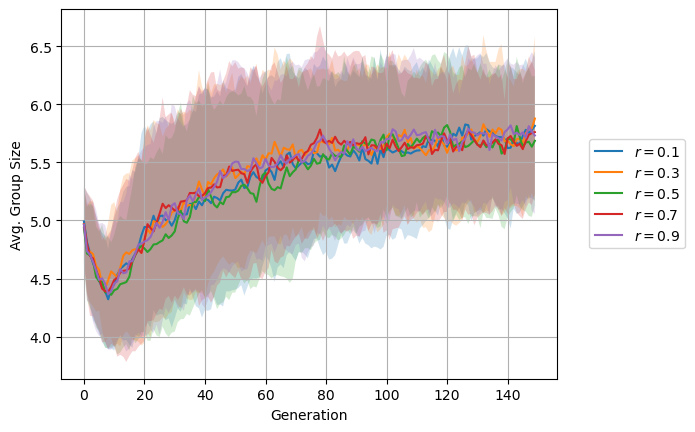 6.5
6.0
5.5
5.0
4.5
4.0
Avg. Group Size
0 20 40 60 80 100 120 140
Generation
r = 0.1
r = 0.3
r = 0.5
r = 0.7
r = 0.9